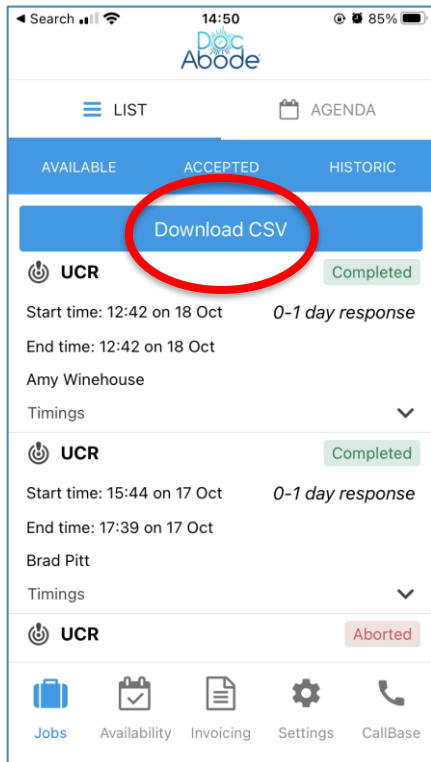 ◀ Search 14:50 85%
Doc
Abode
LIST AGENDA
AVAILABLE ACCEPTED HISTORIC
Download CSV
UCR Completed
Start time: 12:42 on 18 Oct 0-1 day response
End time: 12:42 on 18 Oct
Amy Winehouse
Timings
UCR Completed
Start time: 15:44 on 17 Oct 0-1 day response
End time: 17:39 on 17 Oct
Brad Pitt
Timings
UCR Aborted
Jobs Availability Invoicing Settings CallBase